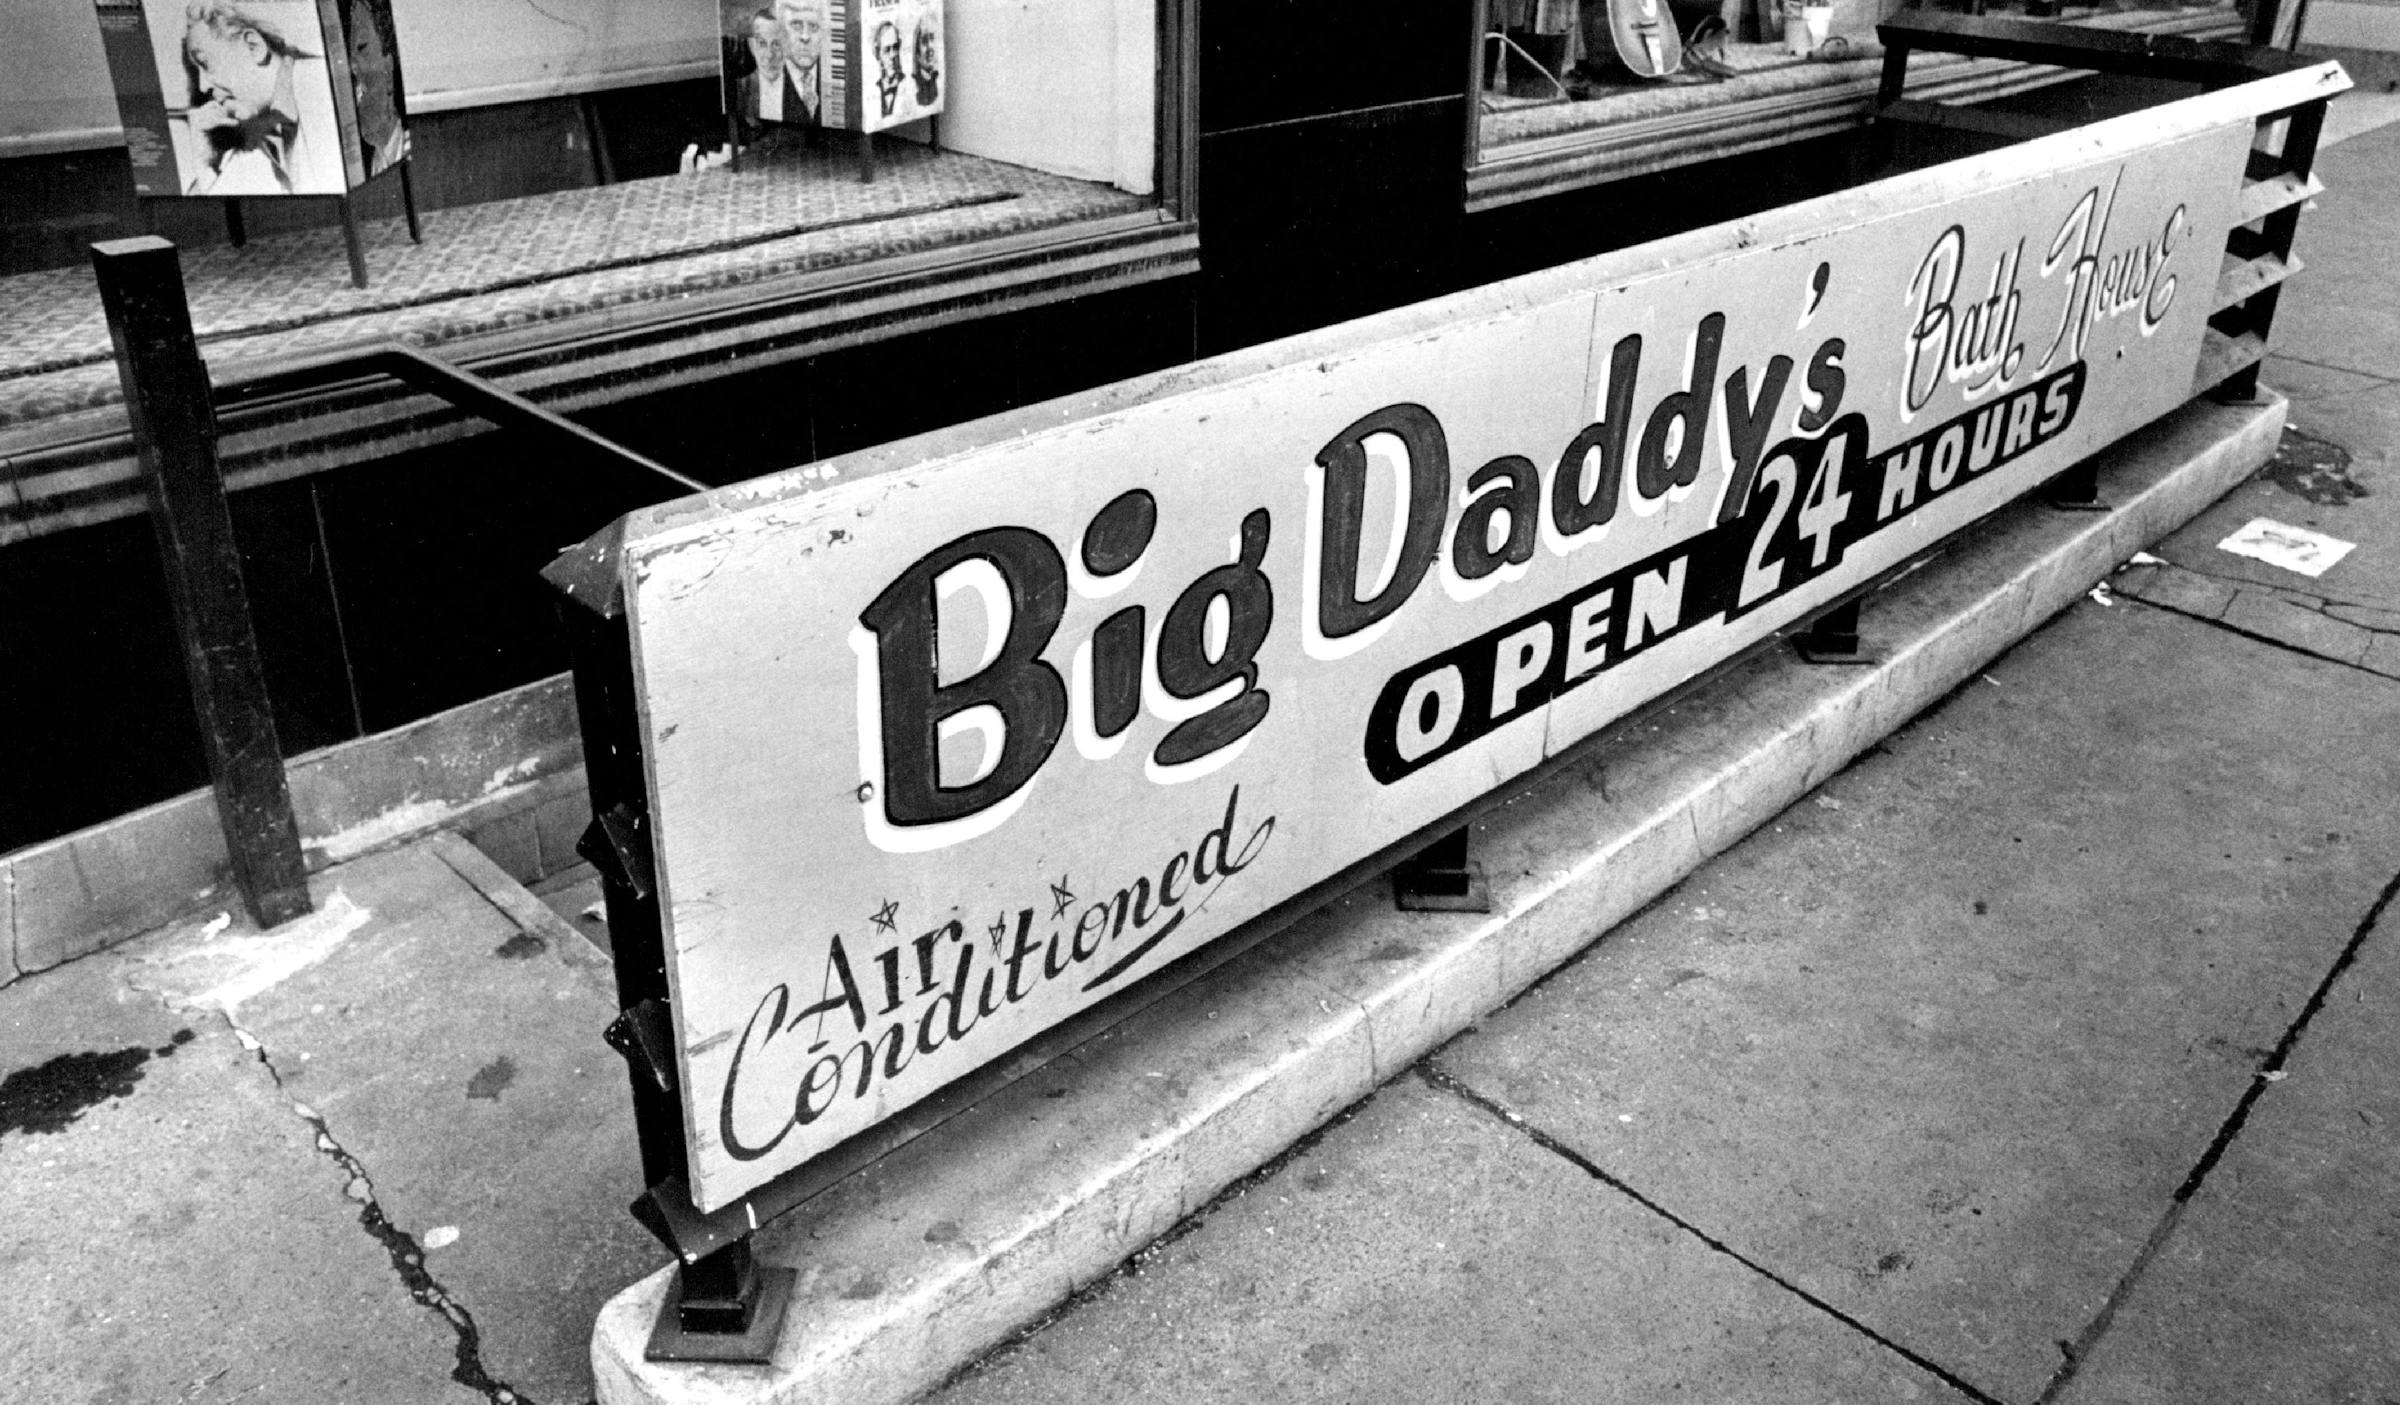 Big Daddy's Bath House
OPEN 24 HOURS
Air
Conditioned